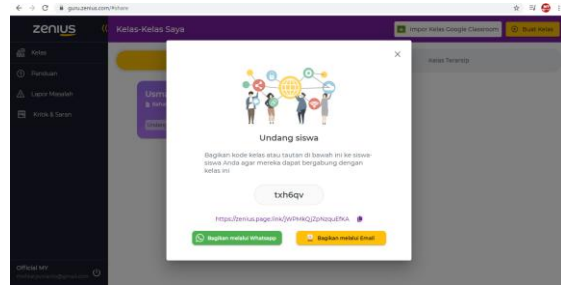 guru.zenius.com/#share
zenius
Kelas-Kelas Saya
Impor Kelas Google Classroom
Buat Kelas
Kelas
Panduan
Lapor Masalah
Kritik & Saran
Kelas Terarsip
Undang siswa
Bagikan kode kelas atau tautan di bawah ini ke siswa-
siswa Anda agar mereka dapat bergabung dengan
kelas ini
txh6qv
Bagikan melalui Whatsapp
Bagikan melalui Email
Official MY